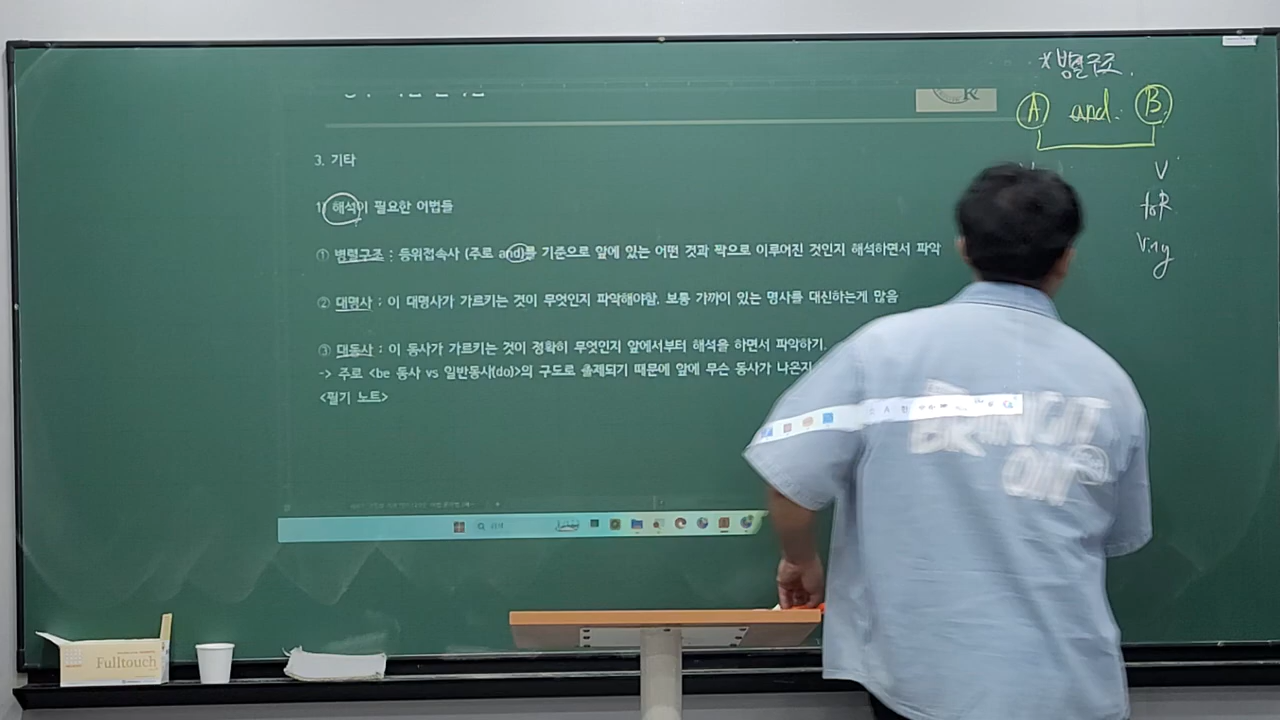 *병렬구조.
A and B
3. 기타
V
1) 해석이 필요한 어법들
toR
① 병렬구조 : 등위접속사 (주로 and)를 기준으로 앞에 있는 어떤 것과 짝으로 이루어진 것인지 해석하면서 파악
Ving
② 대명사 : 이 대명사가 가르키는 것이 무엇인지 파악해야함. 보통 가까이 있는 명사를 대신하는게 많음
③ 대동사 : 이 동사가 가르키는 것이 정확히 무엇인지 앞에서부터 해석을 하면서 파악하기.
-> 주로 <be 동사 vs 일반동사(do)>의 구도로 출제되기 때문에 앞에 무슨 동사가 나온지
<필기 노트>
BRING IT
ON
검색
Fulltouch